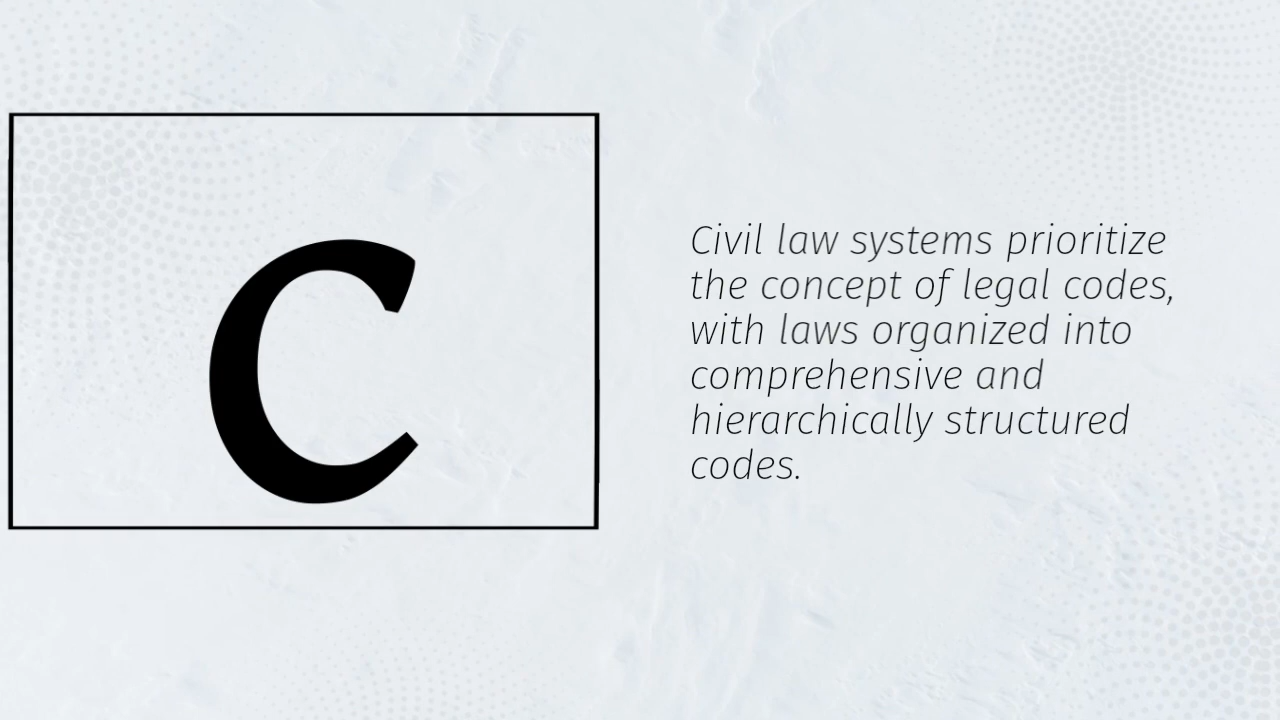 C
Civil law systems prioritize
the concept of legal codes,
with laws organized into
comprehensive and
hierarchically structured
codes.